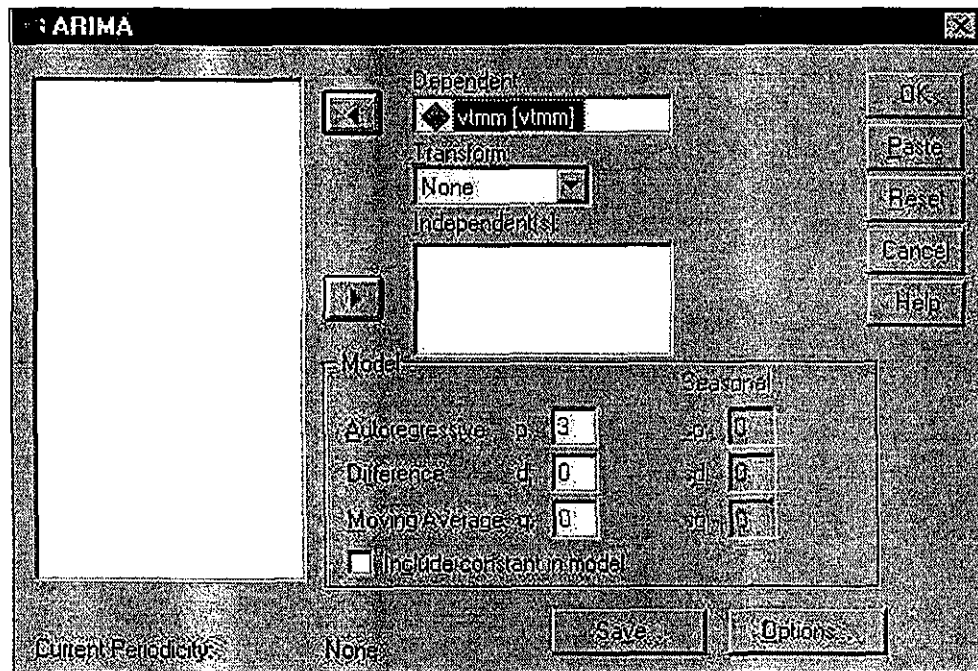 ARIMA
Dependent:
vtmm [vtmm]
Transform:
None
Independent(s):
OK
Paste
Reset
Cancel
Help
Model
Seasonal
Autoregressive p: 3 sp: 0
Difference d: 0 sd: 0
Moving Average q: 0 sq: 0
Include constant in model
Save...
Options...
Current Periodicity: None